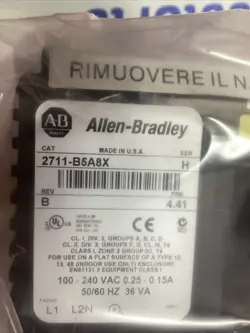 RIMUOVERE IL N
AB Allen-Bradley
CAT MADE IN U.S.A. SER
2711-B5A8X H
REV FRN
B 4.41
CL. I, DIV. 2, GROUPS A, B, C, D
CL. II, DIV. 2, GROUPS F, G, CL. III, T4
CLASS I, ZONE 2 GROUP IIC, T4
FOR USE ON A FLAT SURFACE OF A TYPE 12,
13, 4X (INDOOR USE ONLY) ENCLOSURE
EN61131-2 EQUIPMENT CLASS I
100 - 240 VAC 0.25 - 0.15A
50/60 HZ 36 VA
L1 L2N